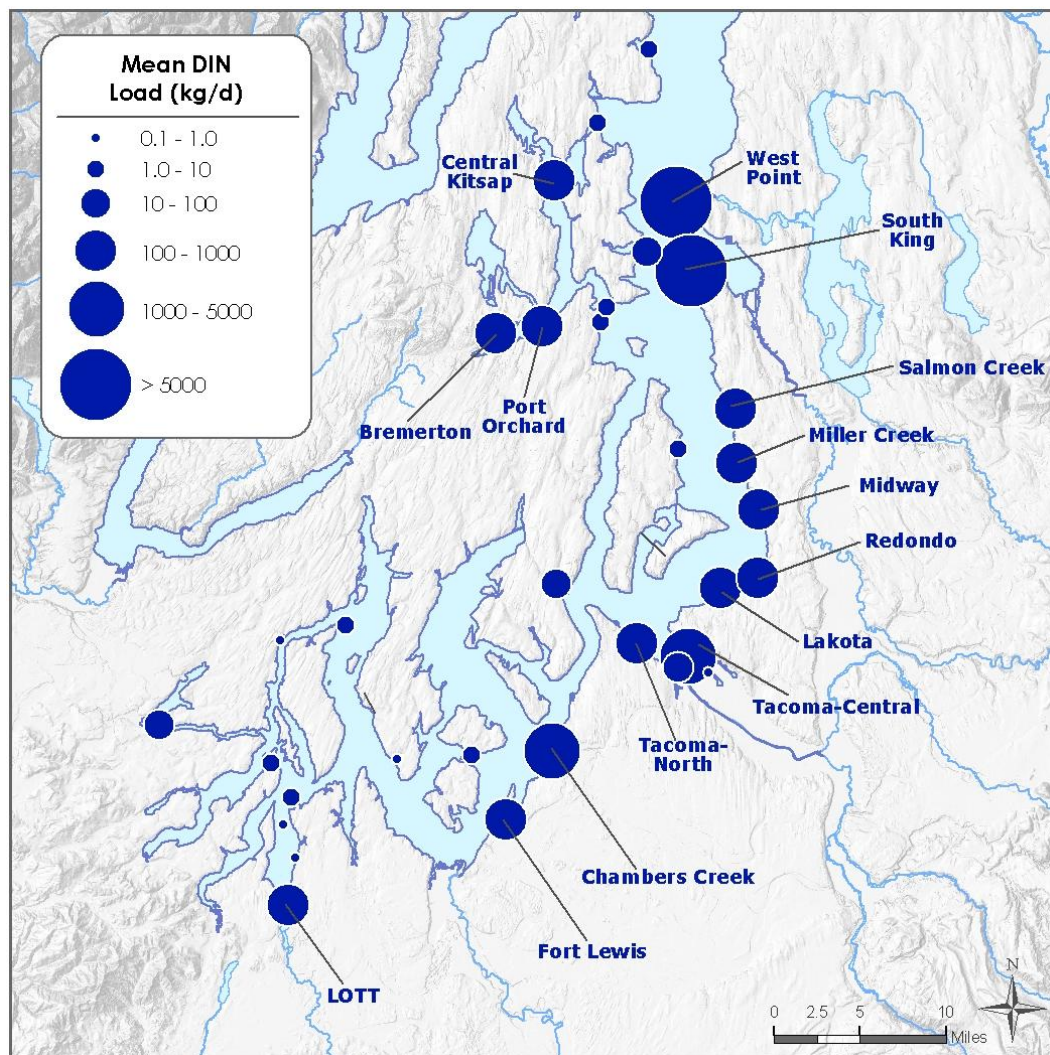 Mean DIN
Load (kg/d)
0.1 - 1.0
1.0 - 10
10 - 100
100 - 1000
1000 - 5000
> 5000
Central
Kitsap
West
Point
South
King
Port
Orchard
Bremerton
Salmon Creek
Miller Creek
Midway
Redondo
Lakota
Tacoma-Central
Tacoma-
North
Chambers Creek
Fort Lewis
LOTT
N
0 2.5 5 10
Miles